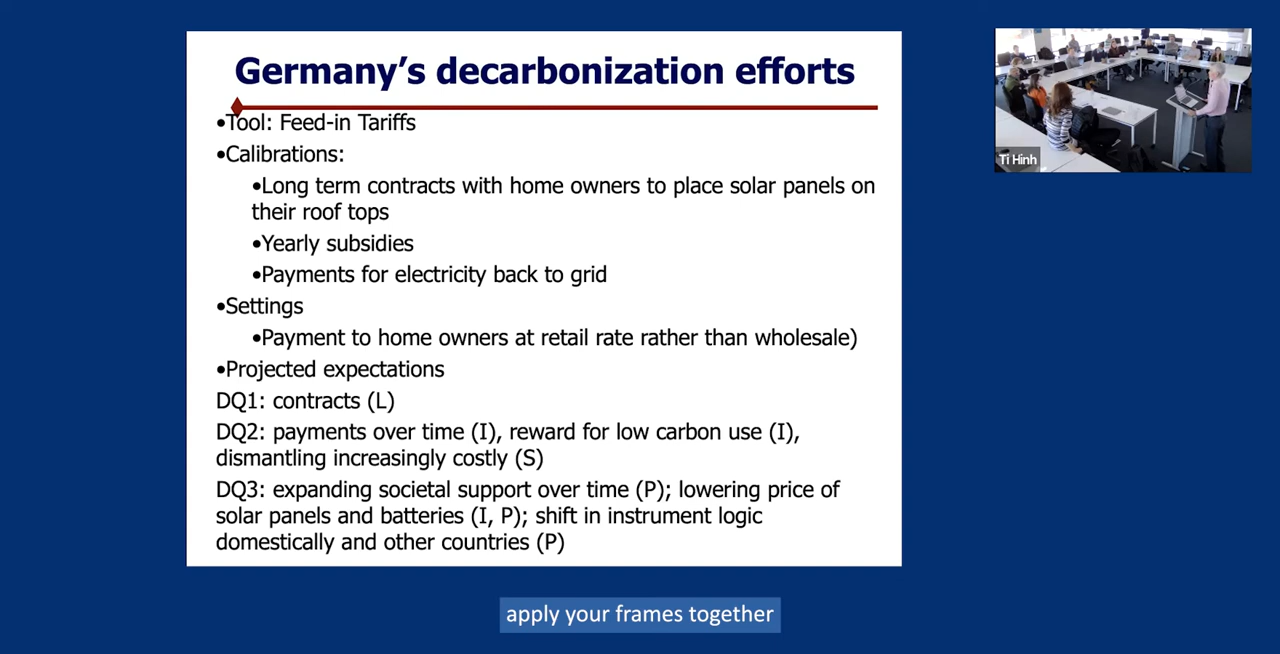 Germany's decarbonization efforts
•Tool: Feed-in Tariffs
•Calibrations:
•Long term contracts with home owners to place solar panels on
their roof tops
•Yearly subsidies
•Payments for electricity back to grid
•Settings
•Payment to home owners at retail rate rather than wholesale)
•Projected expectations
DQ1: contracts (L)
DQ2: payments over time (I), reward for low carbon use (I),
dismantling increasingly costly (S)
DQ3: expanding societal support over time (P); lowering price of
solar panels and batteries (I, P); shift in instrument logic
domestically and other countries (P)
Ti Hinh
apply your frames together